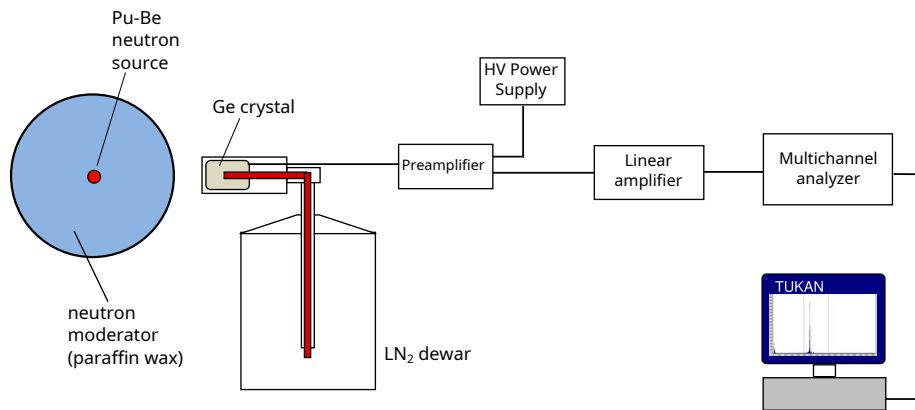 Pu-Be
neutron
source
Ge crystal
HV Power
Supply
Preamplifier
Linear
amplifier
Multichannel
analyzer
neutron
moderator
(paraffin wax)
LN₂ dewar
TUKAN